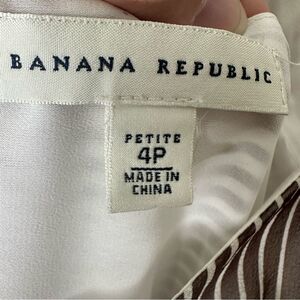 BANANA REPUBLIC
PETITE
4P
MADE IN
CHINA